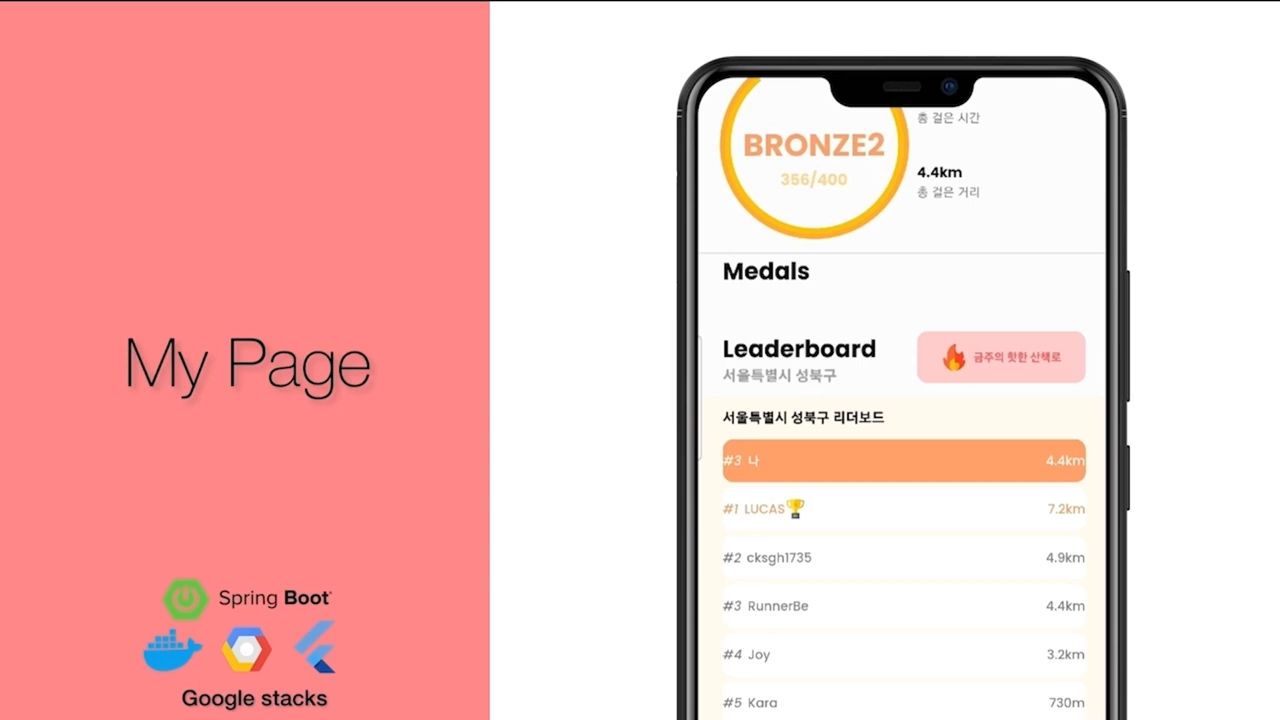 My Page
Spring Boot
Google stacks
총 걸은 시간
BRONZE2
356/400
4.4km
총 걸은 거리
Medals
Leaderboard
서울특별시 성북구
금주의 핫한 산책로
서울특별시 성북구 리더보드
#3 나 4.4km
#1 LUCAS 7.2km
#2 cksgh1735 4.9km
#3 RunnerBe 4.4km
#4 Joy 3.2km
#5 Kara 730m